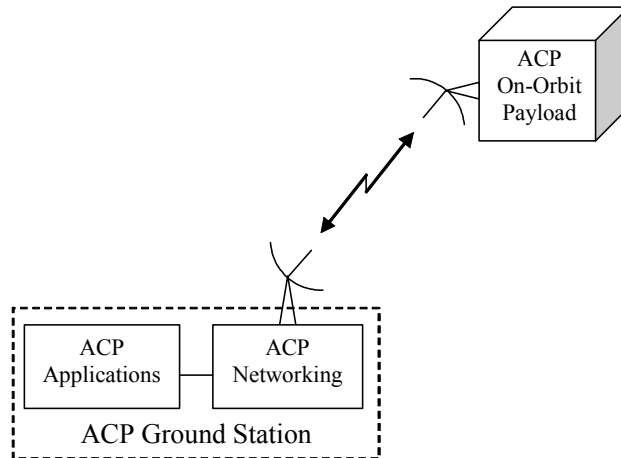 ACP
On-Orbit
Payload
ACP
Applications
ACP
Networking
ACP Ground Station